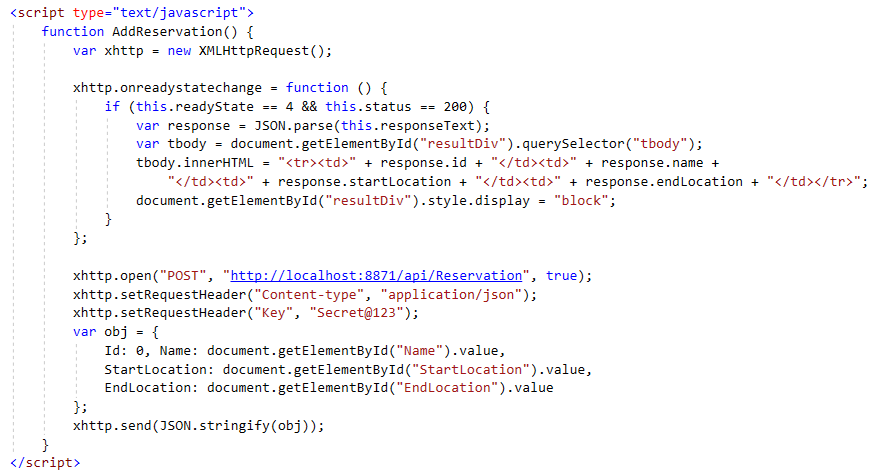 <script type="text/javascript">
    function AddReservation() {
        var xhttp = new XMLHttpRequest();

        xhttp.onreadystatechange = function () {
            if (this.readyState == 4 && this.status == 200) {
                var response = JSON.parse(this.responseText);
                var tbody = document.getElementById("resultDiv").querySelector("tbody");
                tbody.innerHTML = "<tr><td>" + response.id + "</td><td>" + response.name +
                    "</td><td>" + response.startLocation + "</td><td>" + response.endLocation + "</td></tr>";
                document.getElementById("resultDiv").style.display = "block";
            }
        };

        xhttp.open("POST", "http://localhost:8871/api/Reservation", true);
        xhttp.setRequestHeader("Content-type", "application/json");
        xhttp.setRequestHeader("Key", "Secret@123");
        var obj = {
            Id: 0, Name: document.getElementById("Name").value,
            StartLocation: document.getElementById("StartLocation").value,
            EndLocation: document.getElementById("EndLocation").value
        };
        xhttp.send(JSON.stringify(obj));
    }
</script>